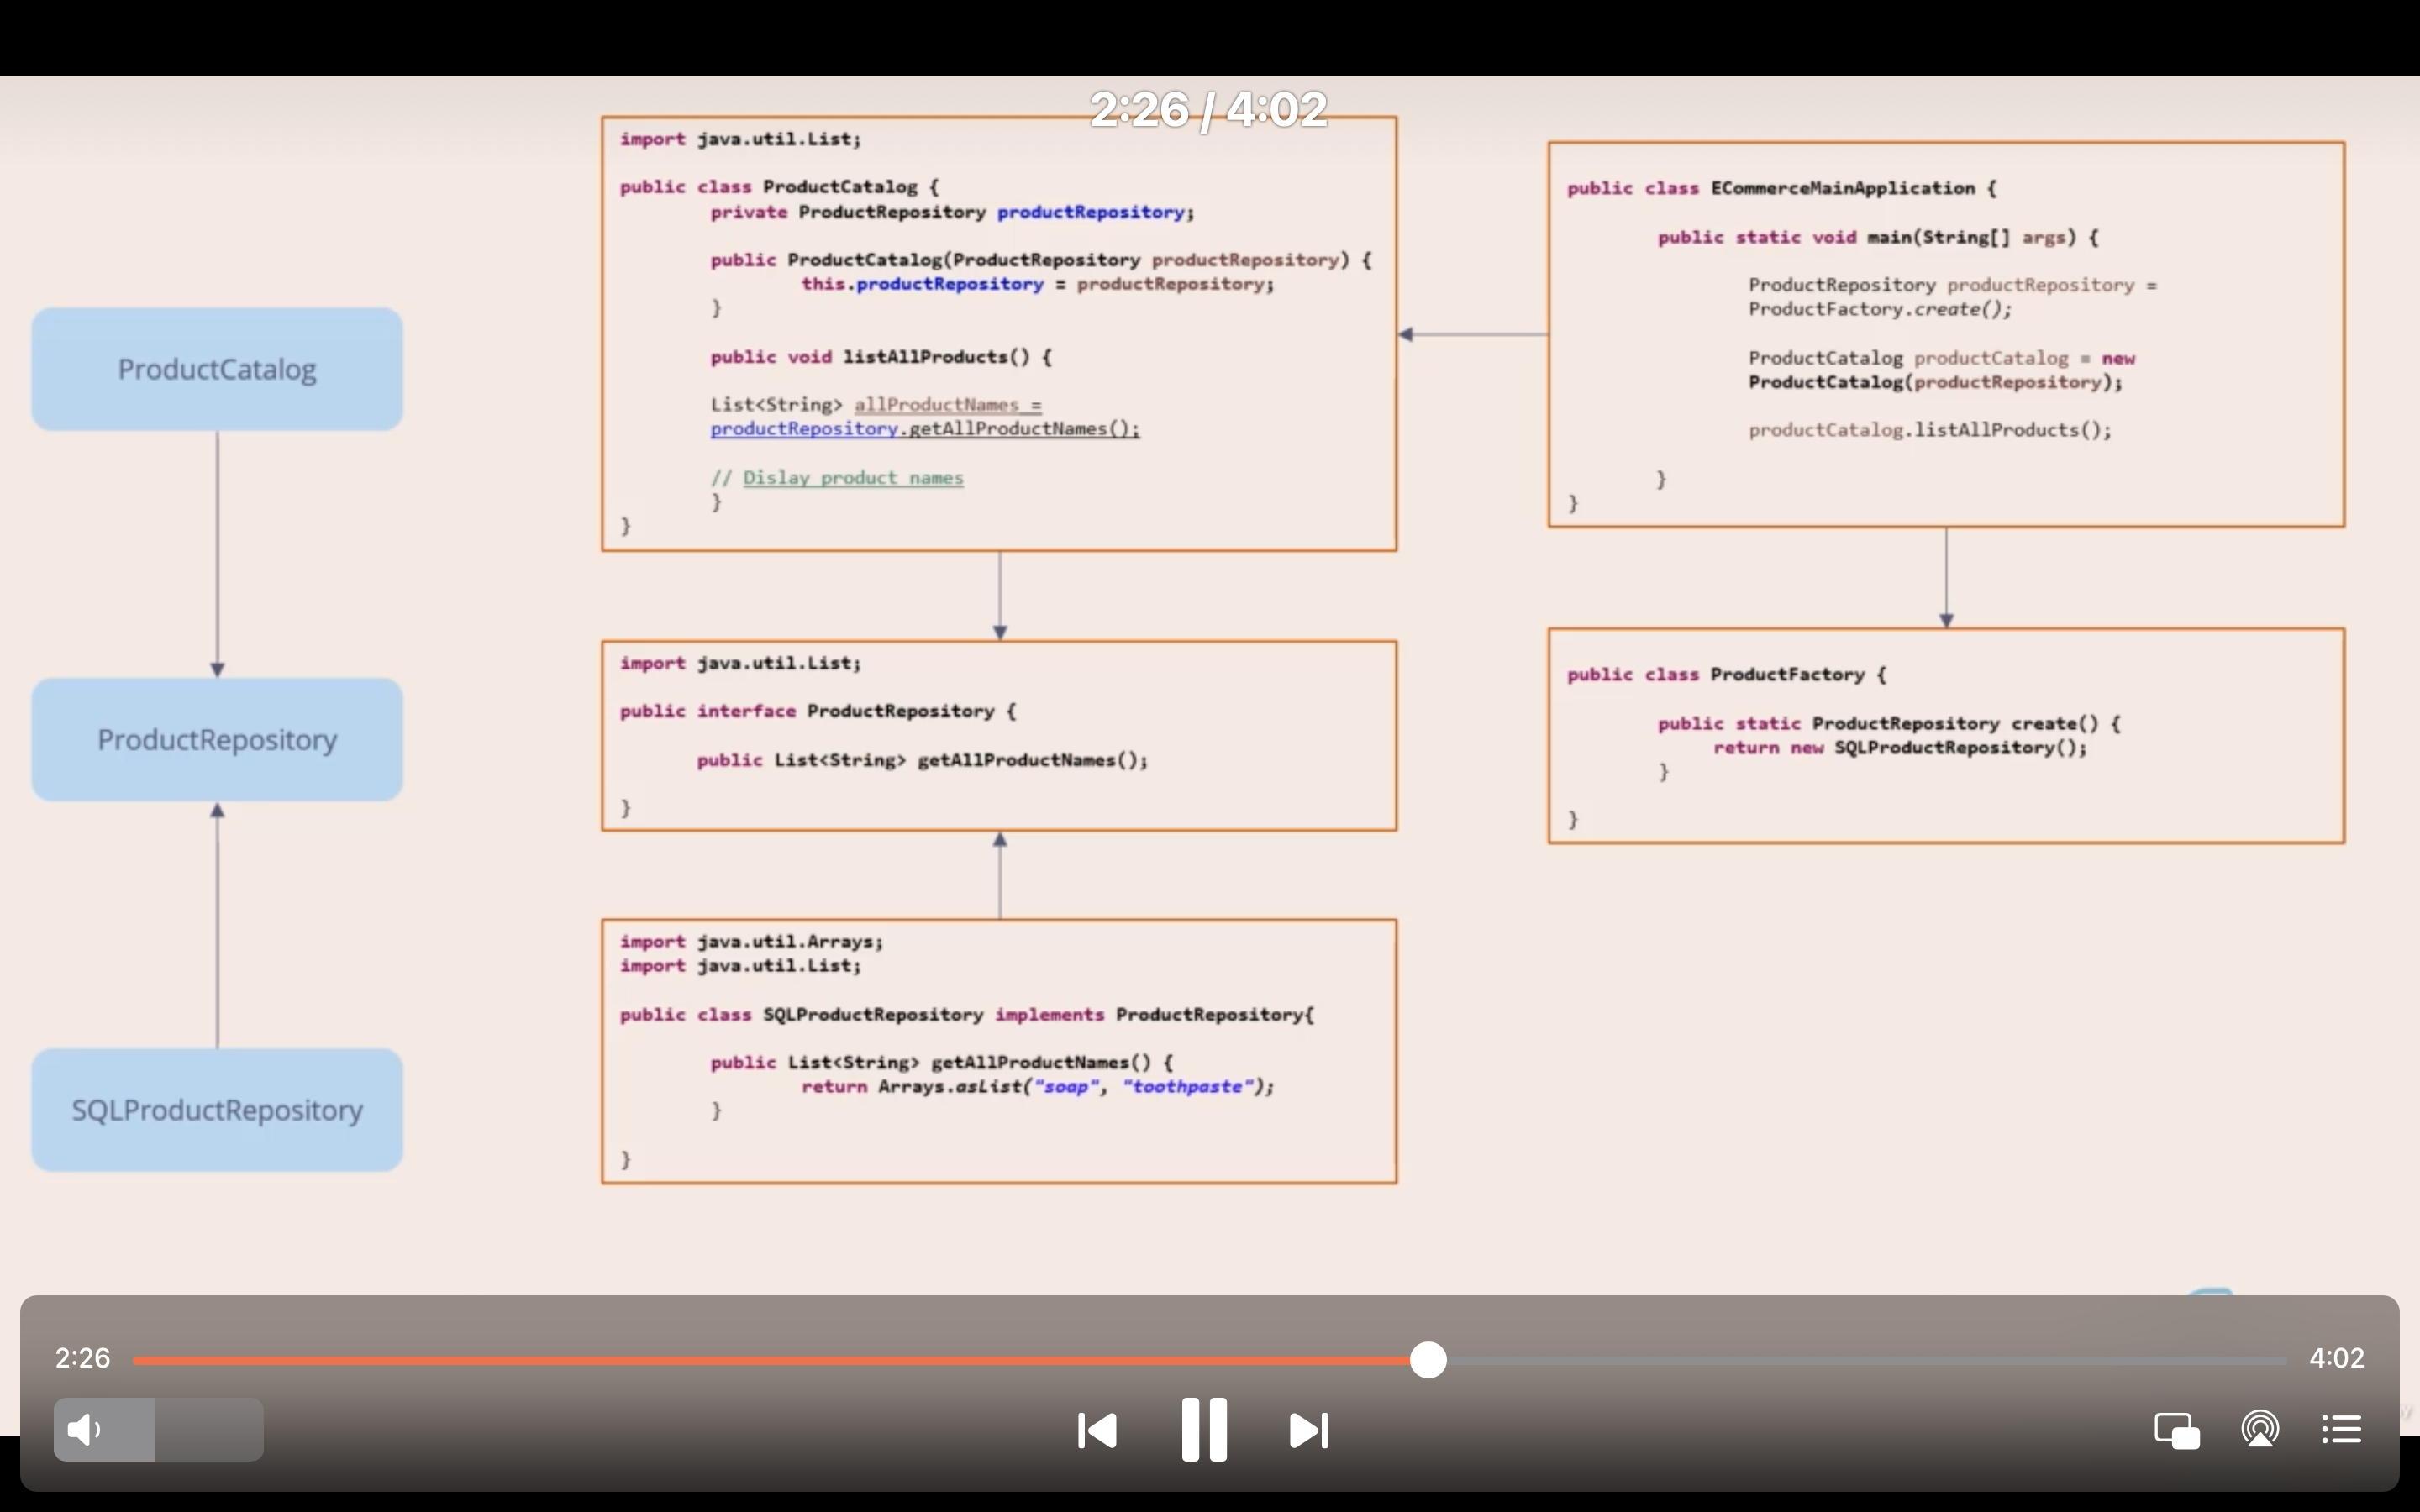 2:26 / 4:02
ProductCatalog
ProductRepository
SQLProductRepository
import java.util.List;
public class ProductCatalog {
private ProductRepository productRepository;
public ProductCatalog(ProductRepository productRepository) {
this.productRepository = productRepository;
}
public void listAllProducts() {
List<String> allProductNames =
productRepository.getAllProductNames();
// Dislay product names
}
}
import java.util.List;
public interface ProductRepository {
public List<String> getAllProductNames();
}
import java.util.Arrays;
import java.util.List;
public class SQLProductRepository implements ProductRepository{
public List<String> getAllProductNames() {
return Arrays.asList("soap", "toothpaste");
}
}
public class ECommerceMainApplication {
public static void main(String[] args) {
ProductRepository productRepository =
ProductFactory.create();
ProductCatalog productCatalog = new
ProductCatalog(productRepository);
productCatalog.listAllProducts();
}
}
public class ProductFactory {
public static ProductRepository create() {
return new SQLProductRepository();
}
}
2:26
4:02